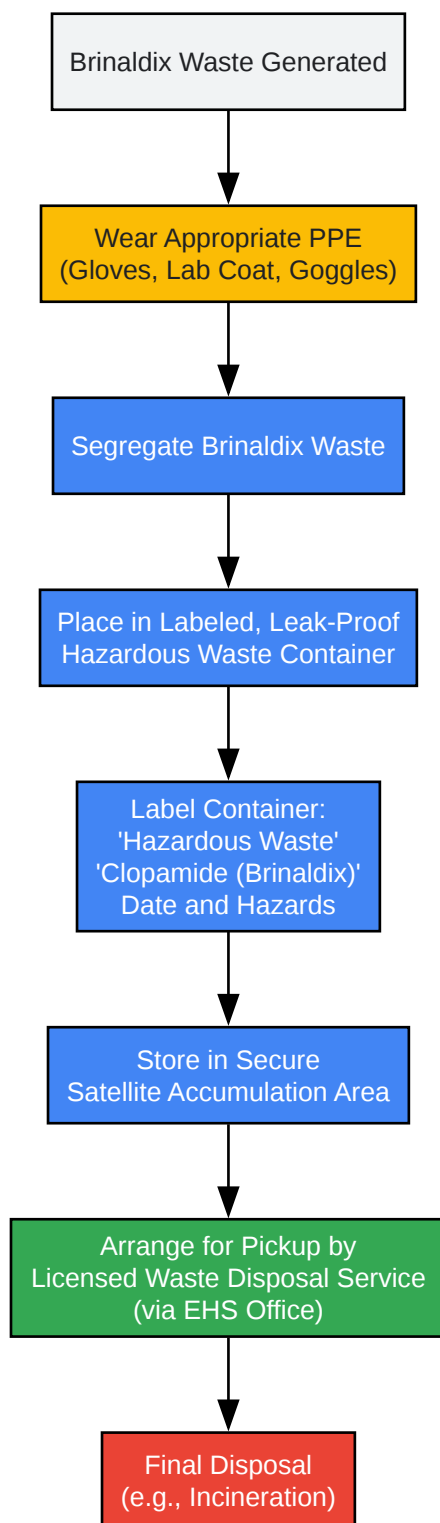 Brinaldix Waste Generated
Wear Appropriate PPE
(Gloves, Lab Coat, Goggles)
Segregate Brinaldix Waste
Place in Labeled, Leak-Proof
Hazardous Waste Container
Label Container:
'Hazardous Waste'
'Clopamide (Brinaldix)'
Date and Hazards
Store in Secure
Satellite Accumulation Area
Arrange for Pickup by
Licensed Waste Disposal Service
(via EHS Office)
Final Disposal
(e.g., Incineration)